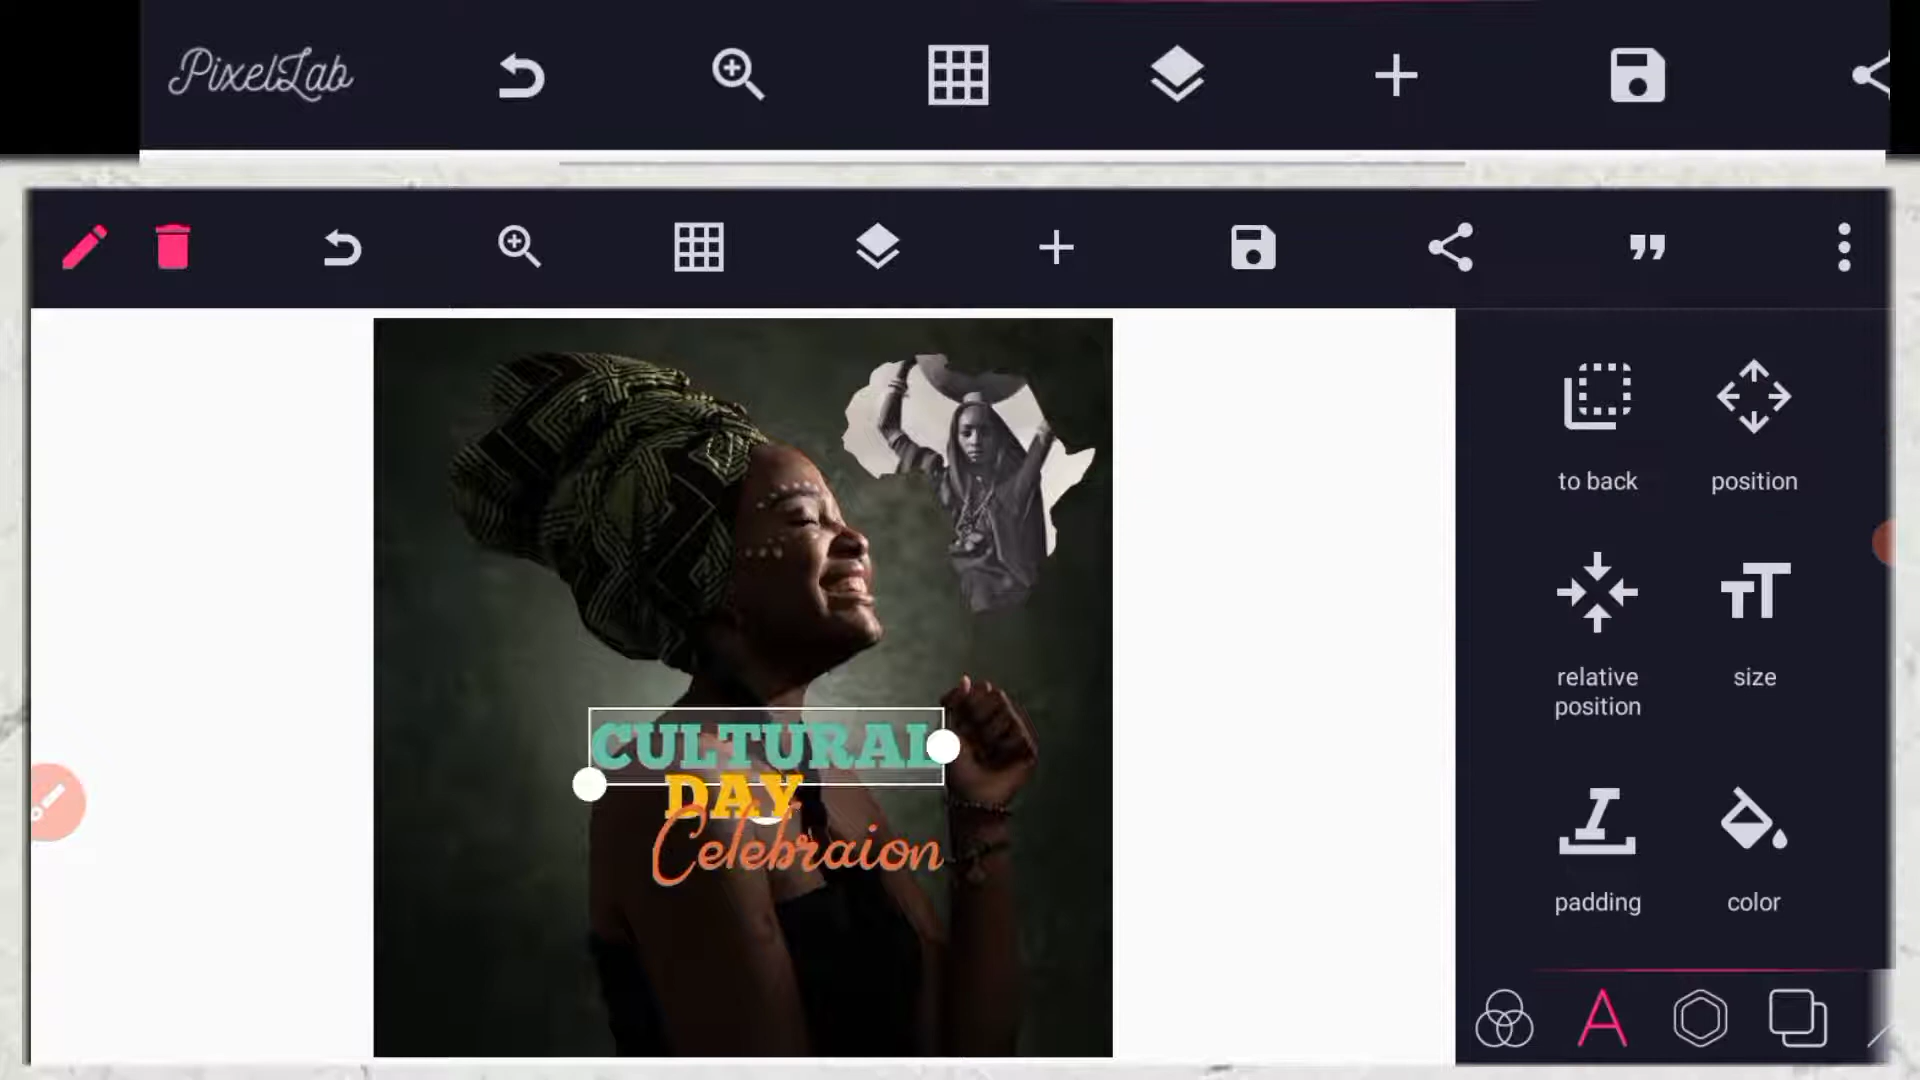 PixelLab
to back
position
relative
position
size
CULTURAL
DAY
Celebraion
padding
color